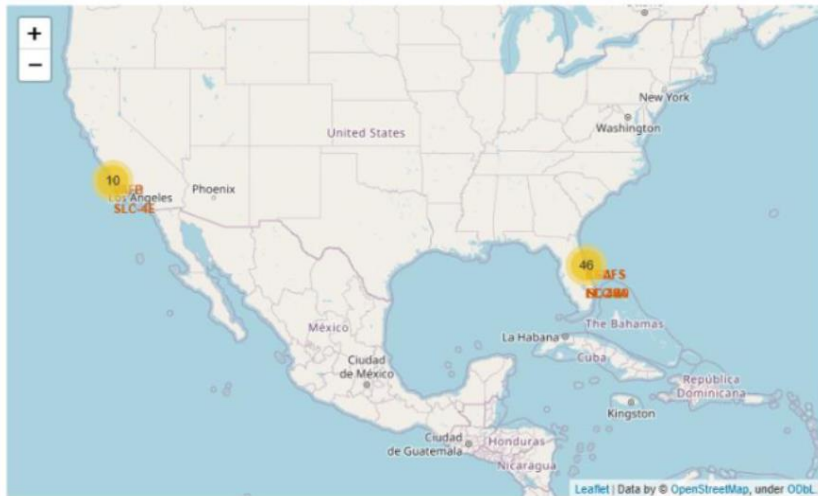 +
−
New York
Washington
United States
10
Los Angeles
SLC-4E
Phoenix
46
AFS
The Bahamas
México
La Habana
Cuba
Ciudad
de México
República
Dominicana
Kingston
Ciudad
de Guatemala
Honduras
Nicaragua
Leaflet | Data by © OpenStreetMap, under ODbL.